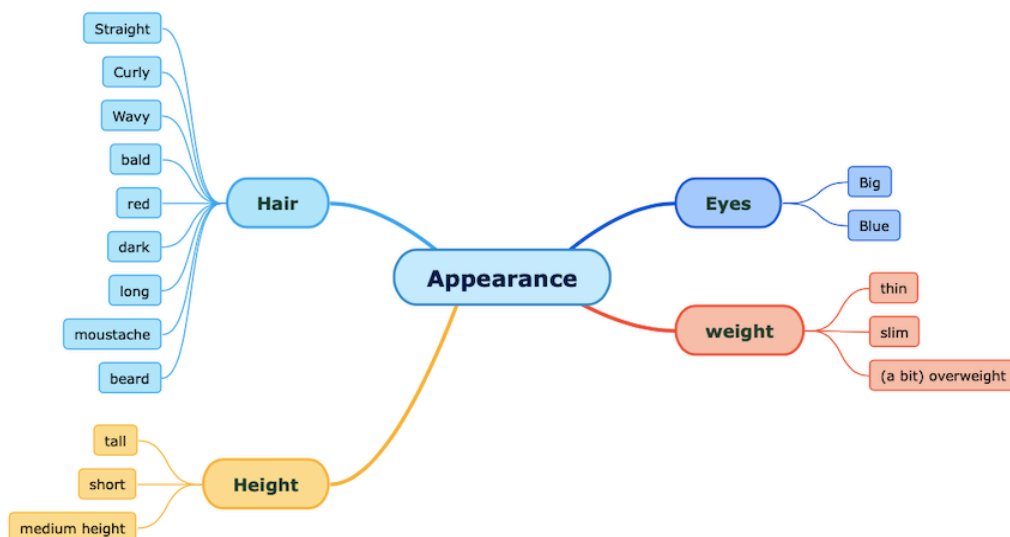 Appearance
Hair
Straight
Curly
Wavy
bald
red
dark
long
moustache
beard
Height
tall
short
medium height
Eyes
Big
Blue
weight
thin
slim
(a bit) overweight